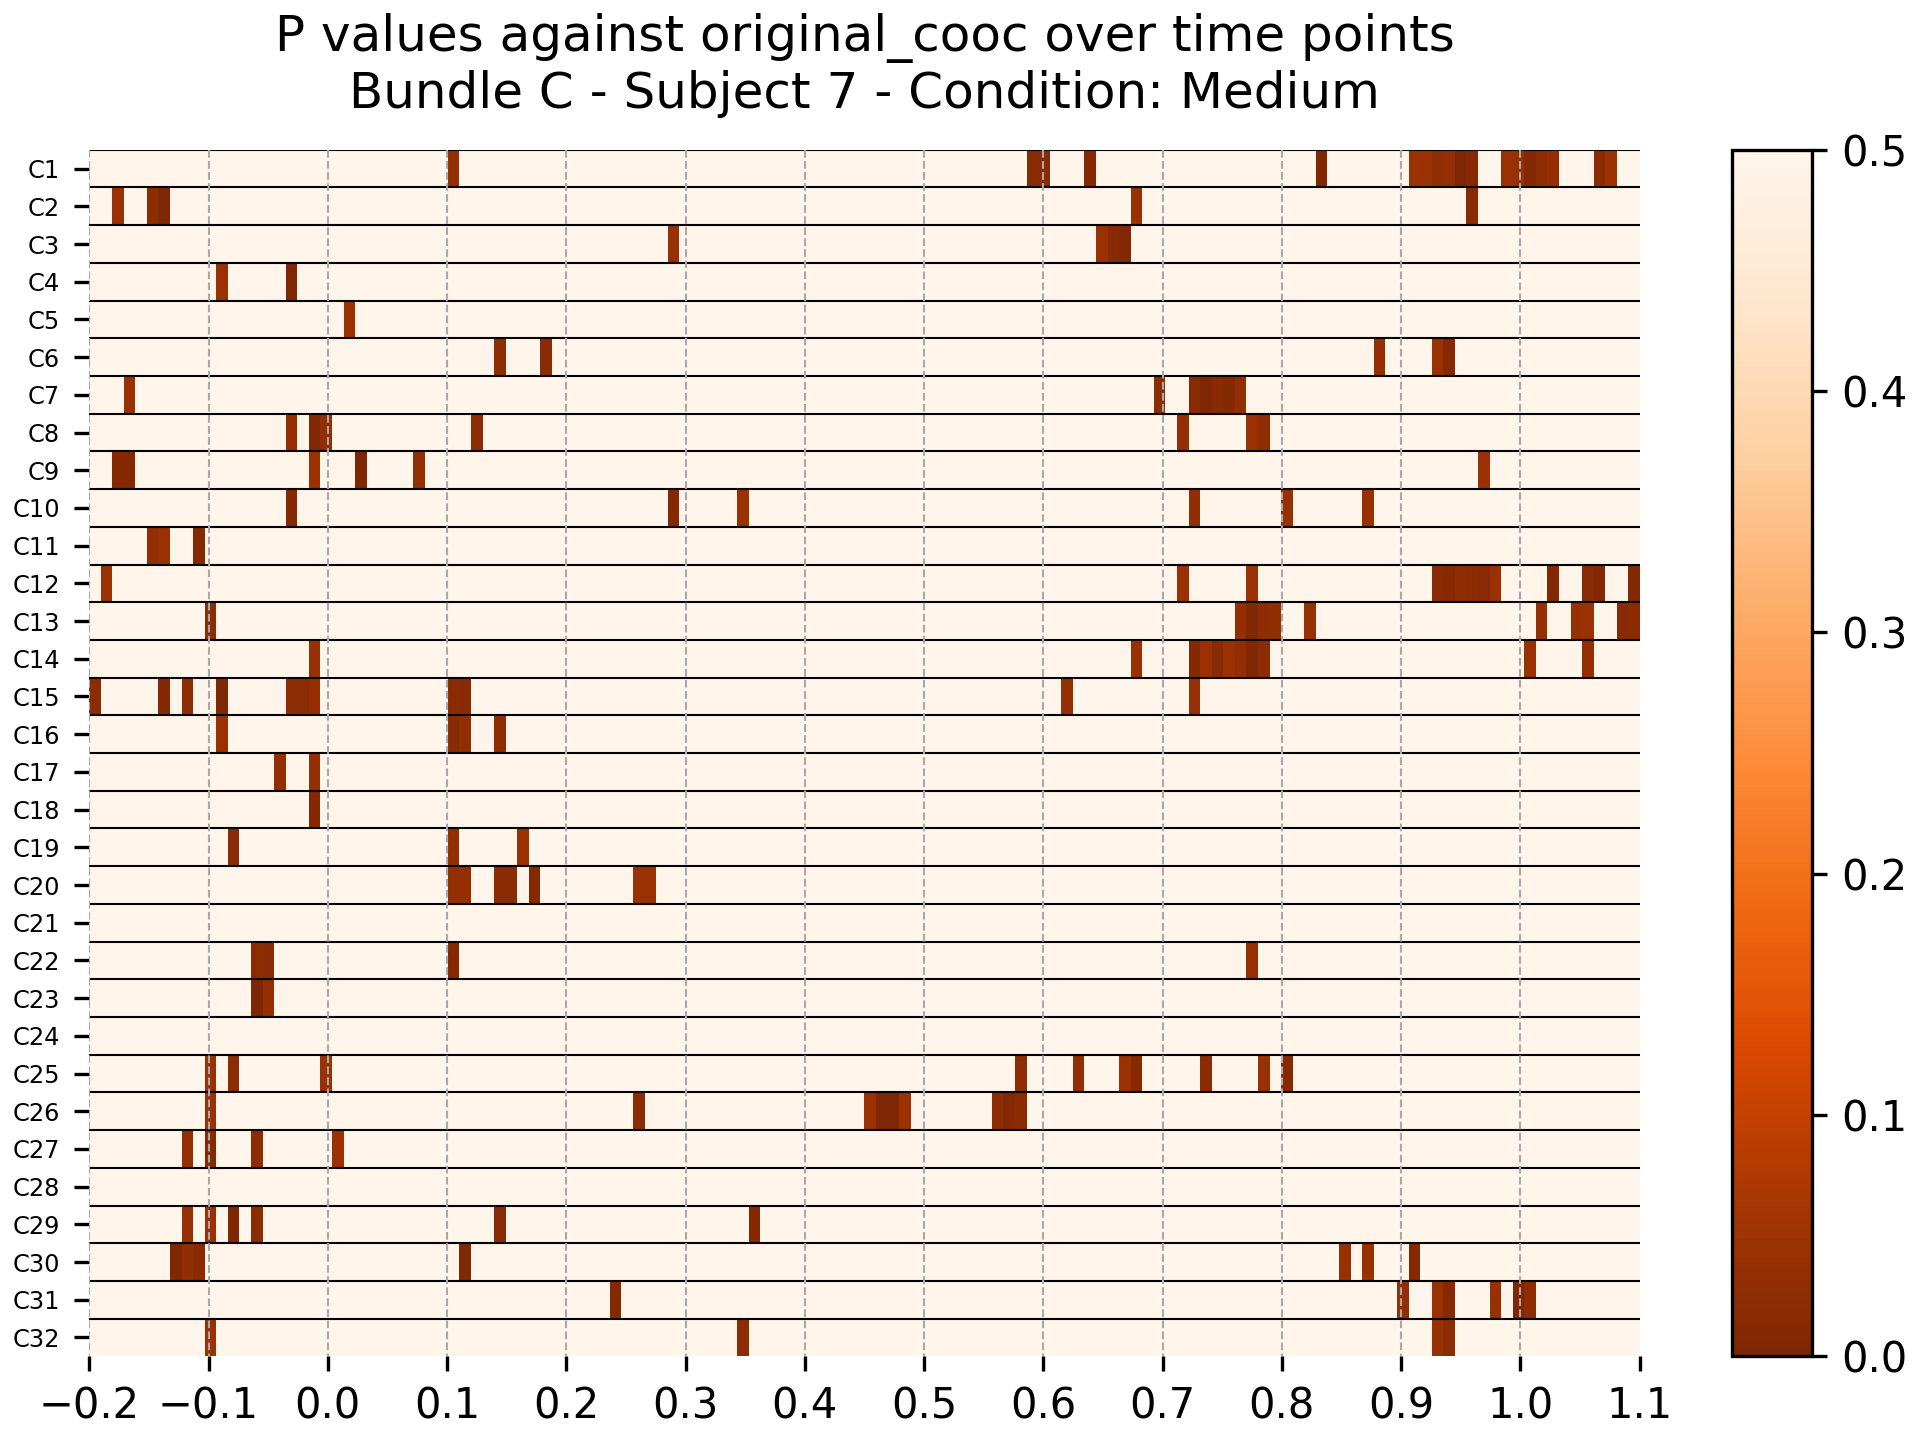 P values against original_cooc over time points
Bundle C - Subject 7 - Condition: Medium
C1
C2
C3
C4
C5
C6
C7
C8
C9
C10
C11
C12
C13
C14
C15
C16
C17
C18
C19
C20
C21
C22
C23
C24
C25
C26
C27
C28
C29
C30
C31
C32
−0.2 −0.1 0.0 0.1 0.2 0.3 0.4 0.5 0.6 0.7 0.8 0.9 1.0 1.1
0.5
0.4
0.3
0.2
0.1
0.0